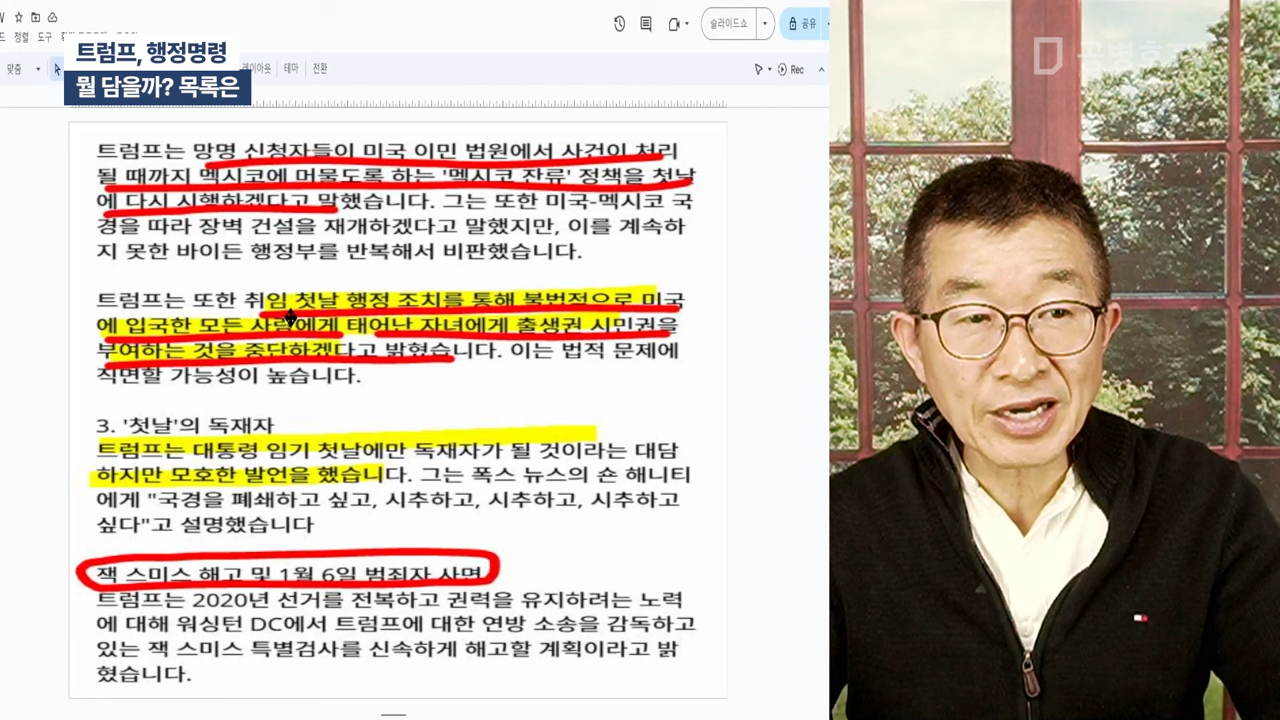 정렬 도구
슬라이드쇼
공유
트럼프, 행정명령
뭘 담을까? 목록은
맞춤
레이아웃
테마
전환
Rec
공병호
트럼프는 망명 신청자들이 미국 이민 법원에서 사건이 처리
될 때까지 멕시코에 머물도록 하는 '멕시코 잔류' 정책을 첫날
에 다시 시행하겠다고 말했습니다. 그는 또한 미국-멕시코 국
경을 따라 장벽 건설을 재개하겠다고 말했지만, 이를 계속하
지 못한 바이든 행정부를 반복해서 비판했습니다.
트럼프는 또한 취임 첫날 행정 조치를 통해 불법적으로 미국
에 입국한 모든 사람에게 태어난 자녀에게 출생권 시민권을
부여하는 것을 중단하겠다고 밝혔습니다. 이는 법적 문제에
직면할 가능성이 높습니다.
3. '첫날'의 독재자
트럼프는 대통령 임기 첫날에만 독재자가 될 것이라는 대담
하지만 모호한 발언을 했습니다. 그는 폭스 뉴스의 숀 해니티
에게 "국경을 폐쇄하고 싶고, 시추하고, 시추하고, 시추하고
싶다"고 설명했습니다
잭 스미스 해고 및 1월 6일 범죄자 사면
트럼프는 2020년 선거를 전복하고 권력을 유지하려는 노력
에 대해 워싱턴 DC에서 트럼프에 대한 연방 소송을 감독하고
있는 잭 스미스 특별검사를 신속하게 해고할 계획이라고 밝
혔습니다.